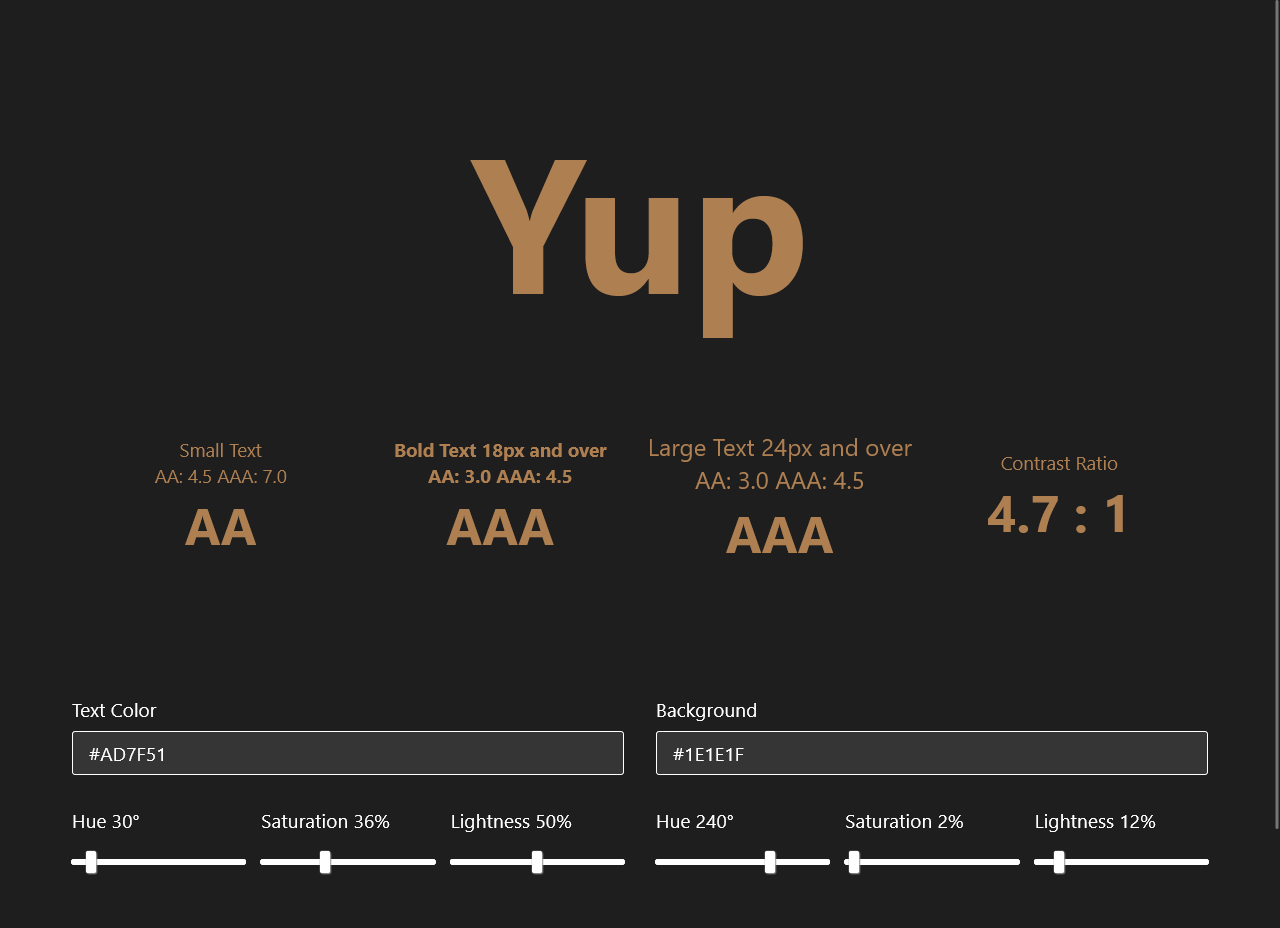 Yup
Small Text
AA: 4.5 AAA: 7.0
AA
Bold Text 18px and over
AA: 3.0 AAA: 4.5
AAA
Large Text 24px and over
AA: 3.0 AAA: 4.5
AAA
Contrast Ratio
4.7 : 1
Text Color
#AD7F51
Hue 30°
Saturation 36%
Lightness 50%
Background
#1E1E1F
Hue 240°
Saturation 2%
Lightness 12%